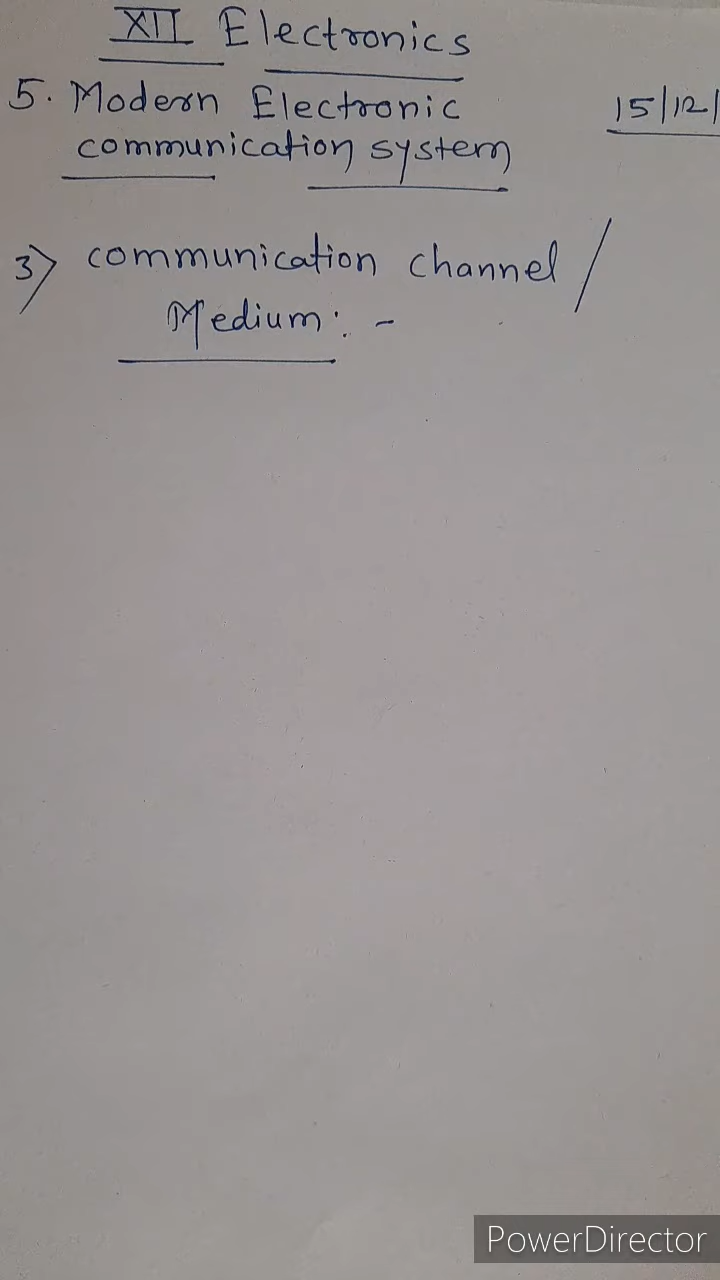 XII Electronics
5. Modern Electronic
15/12/
communication system
3) communication channel /
Medium: -
PowerDirector